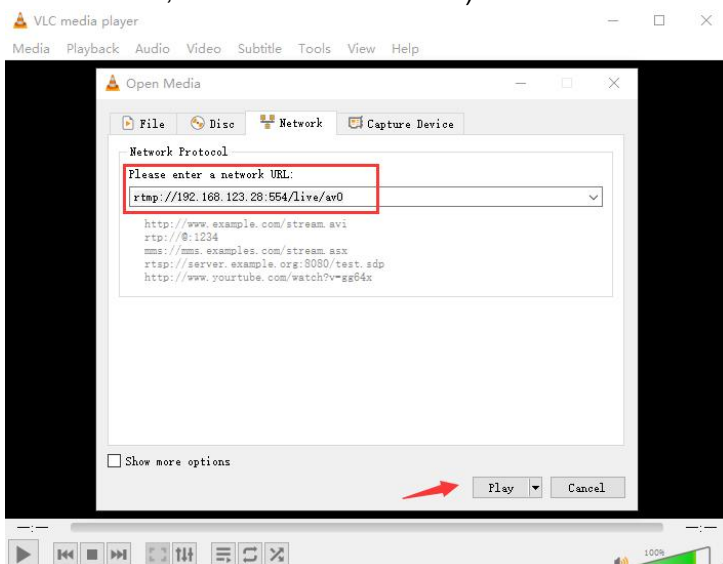 VLC media player
Media Playback Audio Video Subtitle Tools View Help
Open Media
File Disc Network Capture Device
Network Protocol
Please enter a network URL:
rtmp://192.168.123.28:554/live/av0
http://www.example.com/stream.avi
rtp://@:1234
mms://mms.examples.com/stream.asx
rtsp://server.example.org:8080/test.sdp
http://www.yourtube.com/watch?v=gg64x
Show more options
Play Cancel
--:-- --:--
100%